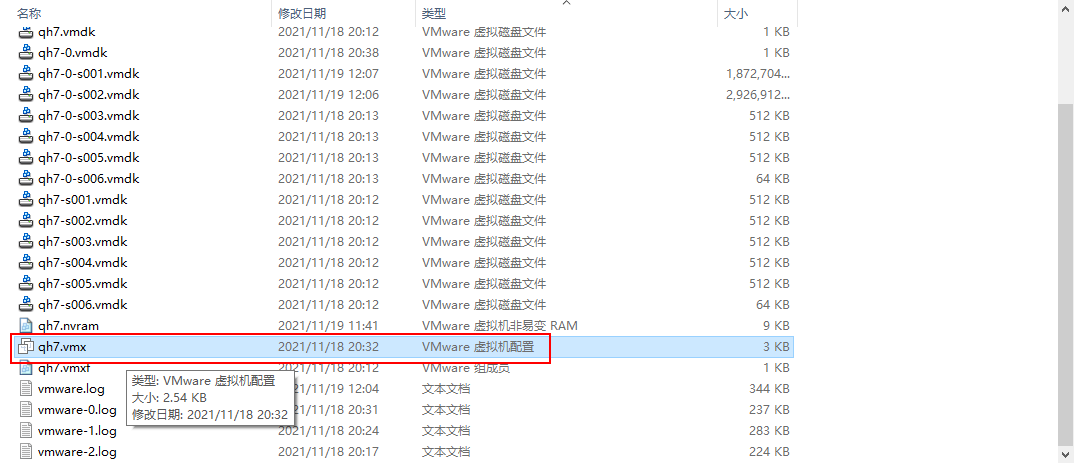 名称 修改日期 类型 大小
qh7.vmdk 2021/11/18 20:12 VMware 虚拟磁盘文件 1 KB
qh7-0.vmdk 2021/11/18 20:38 VMware 虚拟磁盘文件 1 KB
qh7-0-s001.vmdk 2021/11/19 12:07 VMware 虚拟磁盘文件 1,872,704...
qh7-0-s002.vmdk 2021/11/19 12:06 VMware 虚拟磁盘文件 2,926,912...
qh7-0-s003.vmdk 2021/11/18 20:13 VMware 虚拟磁盘文件 512 KB
qh7-0-s004.vmdk 2021/11/18 20:13 VMware 虚拟磁盘文件 512 KB
qh7-0-s005.vmdk 2021/11/18 20:13 VMware 虚拟磁盘文件 512 KB
qh7-0-s006.vmdk 2021/11/18 20:13 VMware 虚拟磁盘文件 64 KB
qh7-s001.vmdk 2021/11/18 20:12 VMware 虚拟磁盘文件 512 KB
qh7-s002.vmdk 2021/11/18 20:12 VMware 虚拟磁盘文件 512 KB
qh7-s003.vmdk 2021/11/18 20:12 VMware 虚拟磁盘文件 512 KB
qh7-s004.vmdk 2021/11/18 20:12 VMware 虚拟磁盘文件 512 KB
qh7-s005.vmdk 2021/11/18 20:12 VMware 虚拟磁盘文件 512 KB
qh7-s006.vmdk 2021/11/18 20:12 VMware 虚拟磁盘文件 64 KB
qh7.nvram 2021/11/19 11:41 VMware 虚拟机非易变 RAM 9 KB
qh7.vmx 2021/11/18 20:32 VMware 虚拟机配置 3 KB
qh7.vmxf 2021/11/18 20:12 VMware 组成员 1 KB
vmware.log 2021/11/19 12:04 文本文档 344 KB
vmware-0.log 2021/11/18 20:31 文本文档 237 KB
vmware-1.log 2021/11/18 20:24 文本文档 283 KB
vmware-2.log 2021/11/18 20:17 文本文档 224 KB
类型: VMware 虚拟机配置
大小: 2.54 KB
修改日期: 2021/11/18 20:32